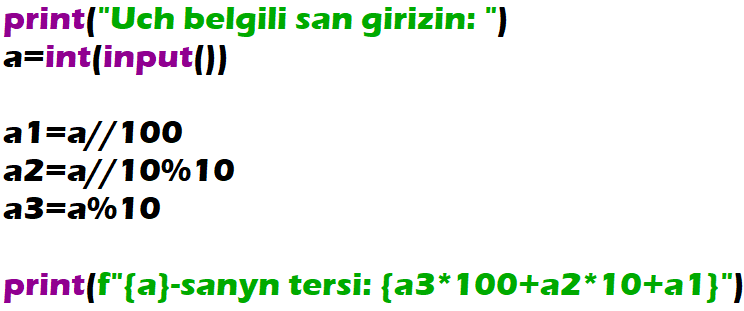 print("Uch belgili san girizin: ")
a=int(input())
a1=a//100
a2=a//10%10
a3=a%10
print(f"{a}-sanyn tersi: {a3*100+a2*10+a1}")